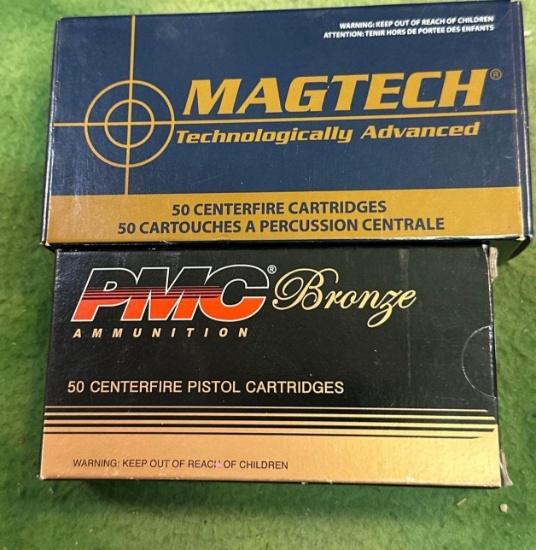 WARNING: KEEP OUT OF REACH OF CHILDREN
ATTENTION: TENIR HORS DE PORTEE DES ENFANTS
MAGTECH®
Technologically Advanced
50 CENTERFIRE CARTRIDGES
50 CARTOUCHES A PERCUSSION CENTRALE
PMC® Bronze
AMMUNITION
50 CENTERFIRE PISTOL CARTRIDGES
WARNING: KEEP OUT OF REACH OF CHILDREN